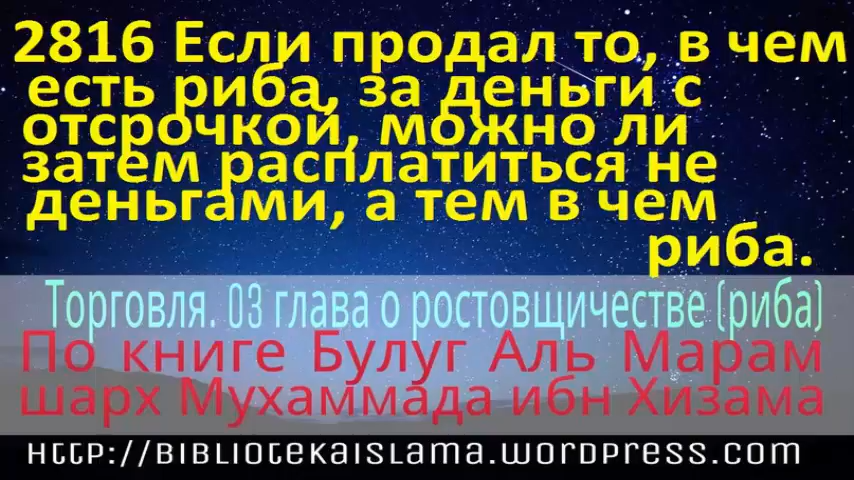 2816 Если продал то, в чем
есть риба, за деньги с
отсрочкой, можно ли
затем расплатиться не
деньгами, а тем в чем
риба.
Торговля. 03 глава о ростовщичестве (риба)
По книге Булуг Аль Марам
шарх Мухаммада ибн Хизама
HTTP://BIBLIOTEKAISLAMA.WORDPRESS.COM